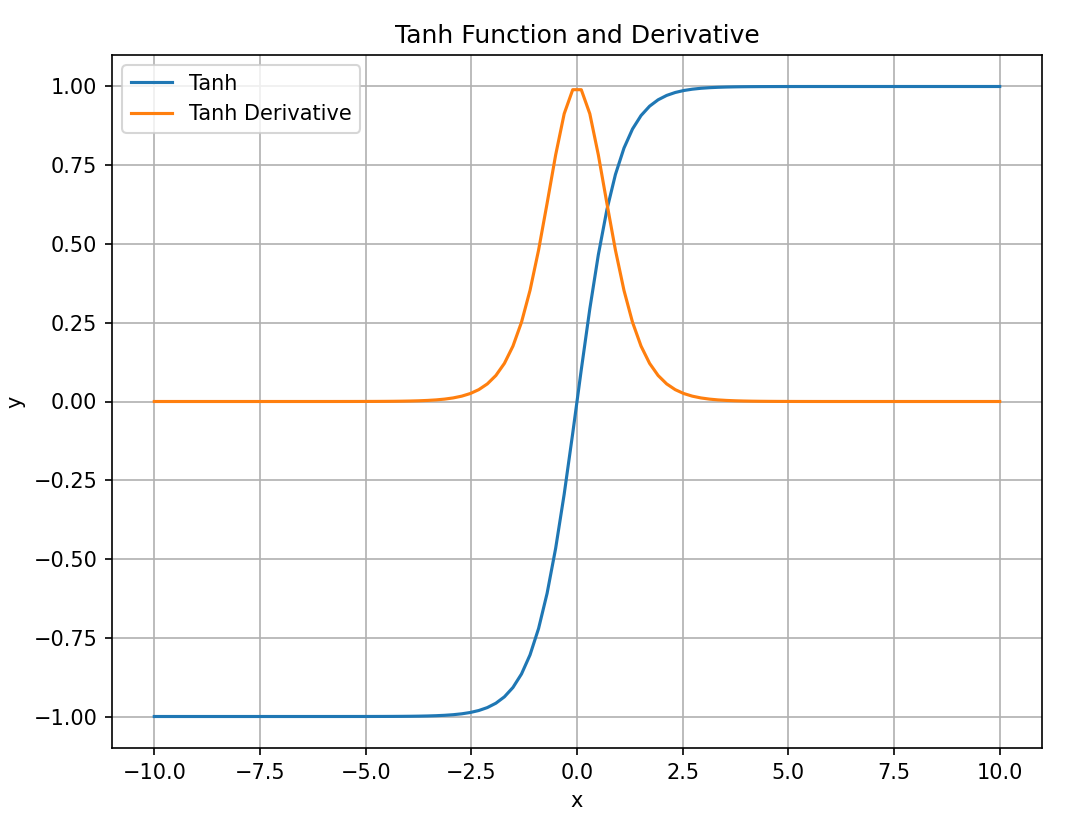 Tanh Function and Derivative
Tanh
Tanh Derivative
1.00
0.75
0.50
0.25
0.00
−0.25
−0.50
−0.75
−1.00
y
−10.0 −7.5 −5.0 −2.5 0.0 2.5 5.0 7.5 10.0
x